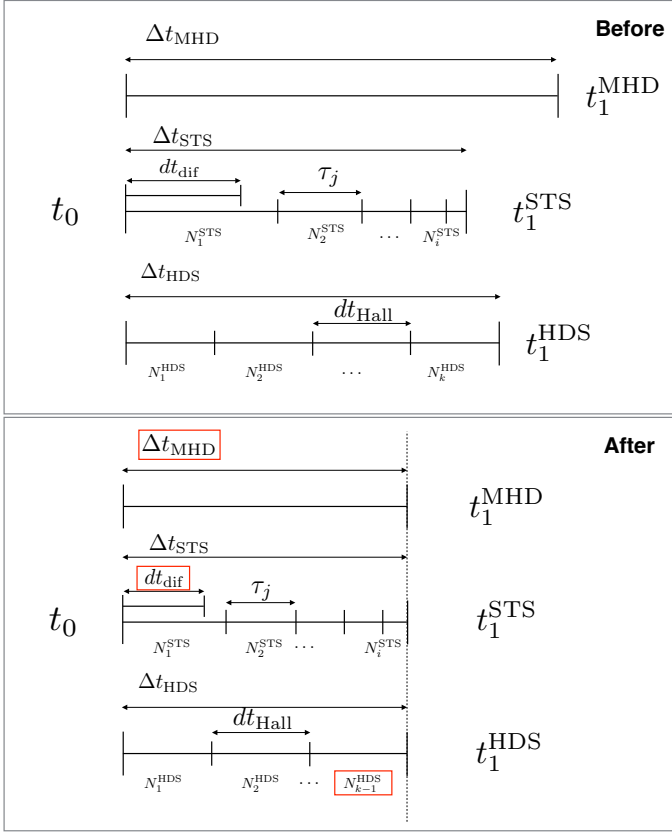 Before
Δt_MHD
t_1^MHD
Δt_STS
dt_dif
τ_j
t_0
t_1^STS
N_1^STS N_2^STS ... N_i^STS
Δt_HDS
dt_Hall
t_1^HDS
N_1^HDS N_2^HDS ... N_k^HDS
After
Δt_MHD
t_1^MHD
Δt_STS
dt_dif
τ_j
t_0
t_1^STS
N_1^STS N_2^STS ... N_i^STS
Δt_HDS
dt_Hall
t_1^HDS
N_1^HDS N_2^HDS ... N_{k-1}^HDS